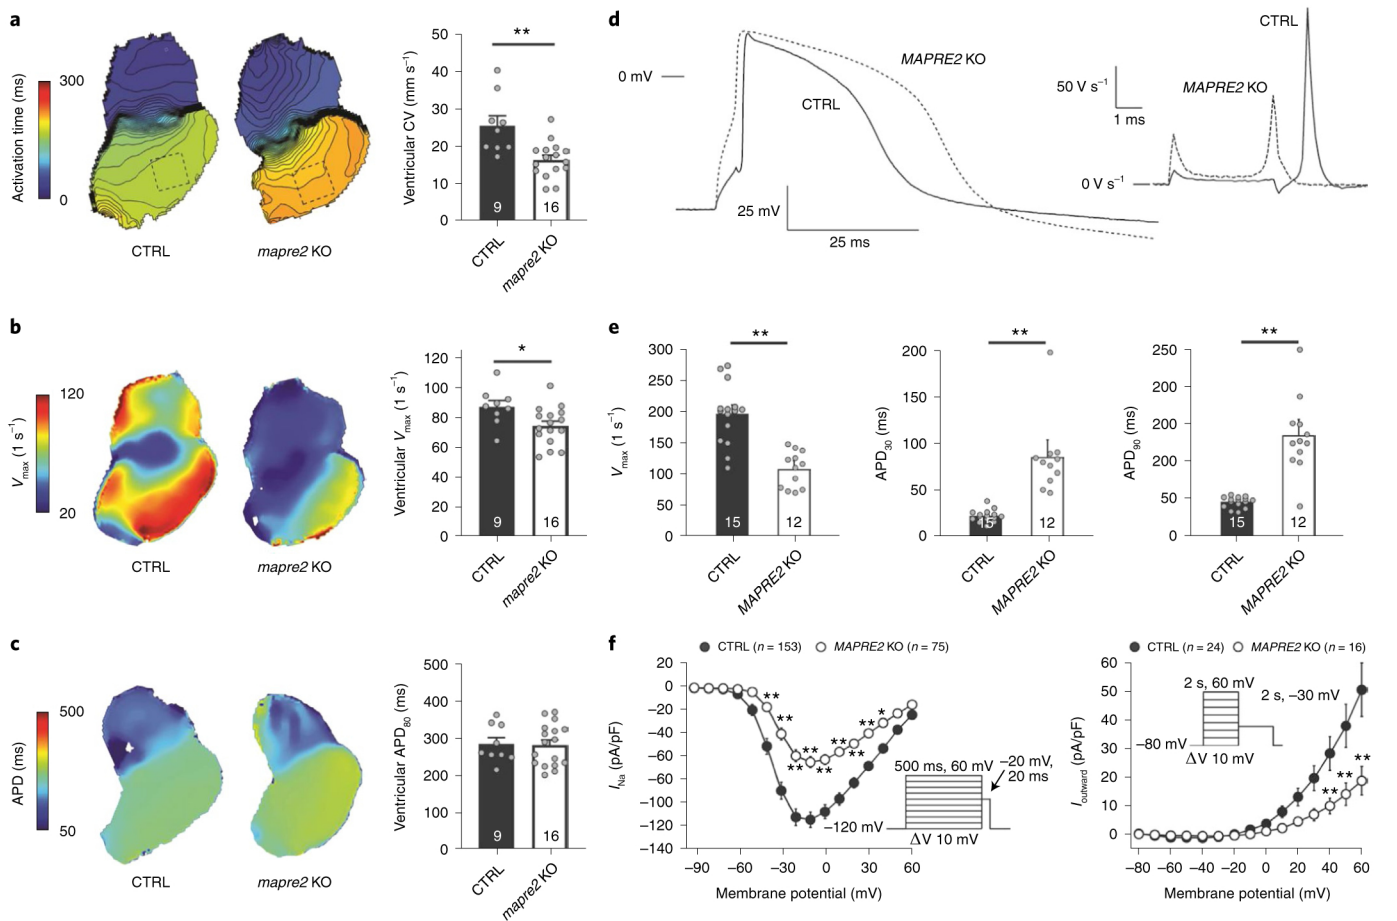 a
Activation time (ms)
300
0
CTRL
mapre2 KO
Ventricular CV (mm s⁻¹)
50
40
30
20
10
0
**
9
16
CTRL
mapre2 KO
b
Vmax (1 s⁻¹)
120
20
CTRL
mapre2 KO
Ventricular Vmax (1 s⁻¹)
120
100
80
60
40
20
0
*
9
16
CTRL
mapre2 KO
c
APD (ms)
500
50
CTRL
mapre2 KO
Ventricular APD80 (ms)
500
400
300
200
100
0
9
16
CTRL
mapre2 KO
d
0 mV
MAPRE2 KO
CTRL
25 mV
25 ms
CTRL
50 V s⁻¹
1 ms
MAPRE2 KO
0 V s⁻¹
e
Vmax (1 s⁻¹)
300
250
200
150
100
50
0
**
15
12
CTRL
MAPRE2 KO
APD30 (ms)
200
150
100
50
0
**
15
12
CTRL
MAPRE2 KO
APD90 (ms)
250
200
200
200
50
0
**
15
12
CTRL
MAPRE2 KO
f
CTRL (n = 153) MAPRE2 KO (n = 75)
INa (pA/pF)
20
0
–20
–40
–60
–80
–100
–120
–140
** ** ** ** ** ** ** ** *
500 ms, 60 mV
–20 mV,
20 ms
–120 mV
ΔV 10 mV
–90 –60 –30 0 30 60
Membrane potential (mV)
CTRL (n = 24) MAPRE2 KO (n = 16)
Ioutward (pA/pF)
60
50
40
30
20
10
0
2 s, 60 mV
2 s, –30 mV
–80 mV
ΔV 10 mV
** ** **
–80 –60 –40 –20 0 20 40 60
Membrane potential (mV)